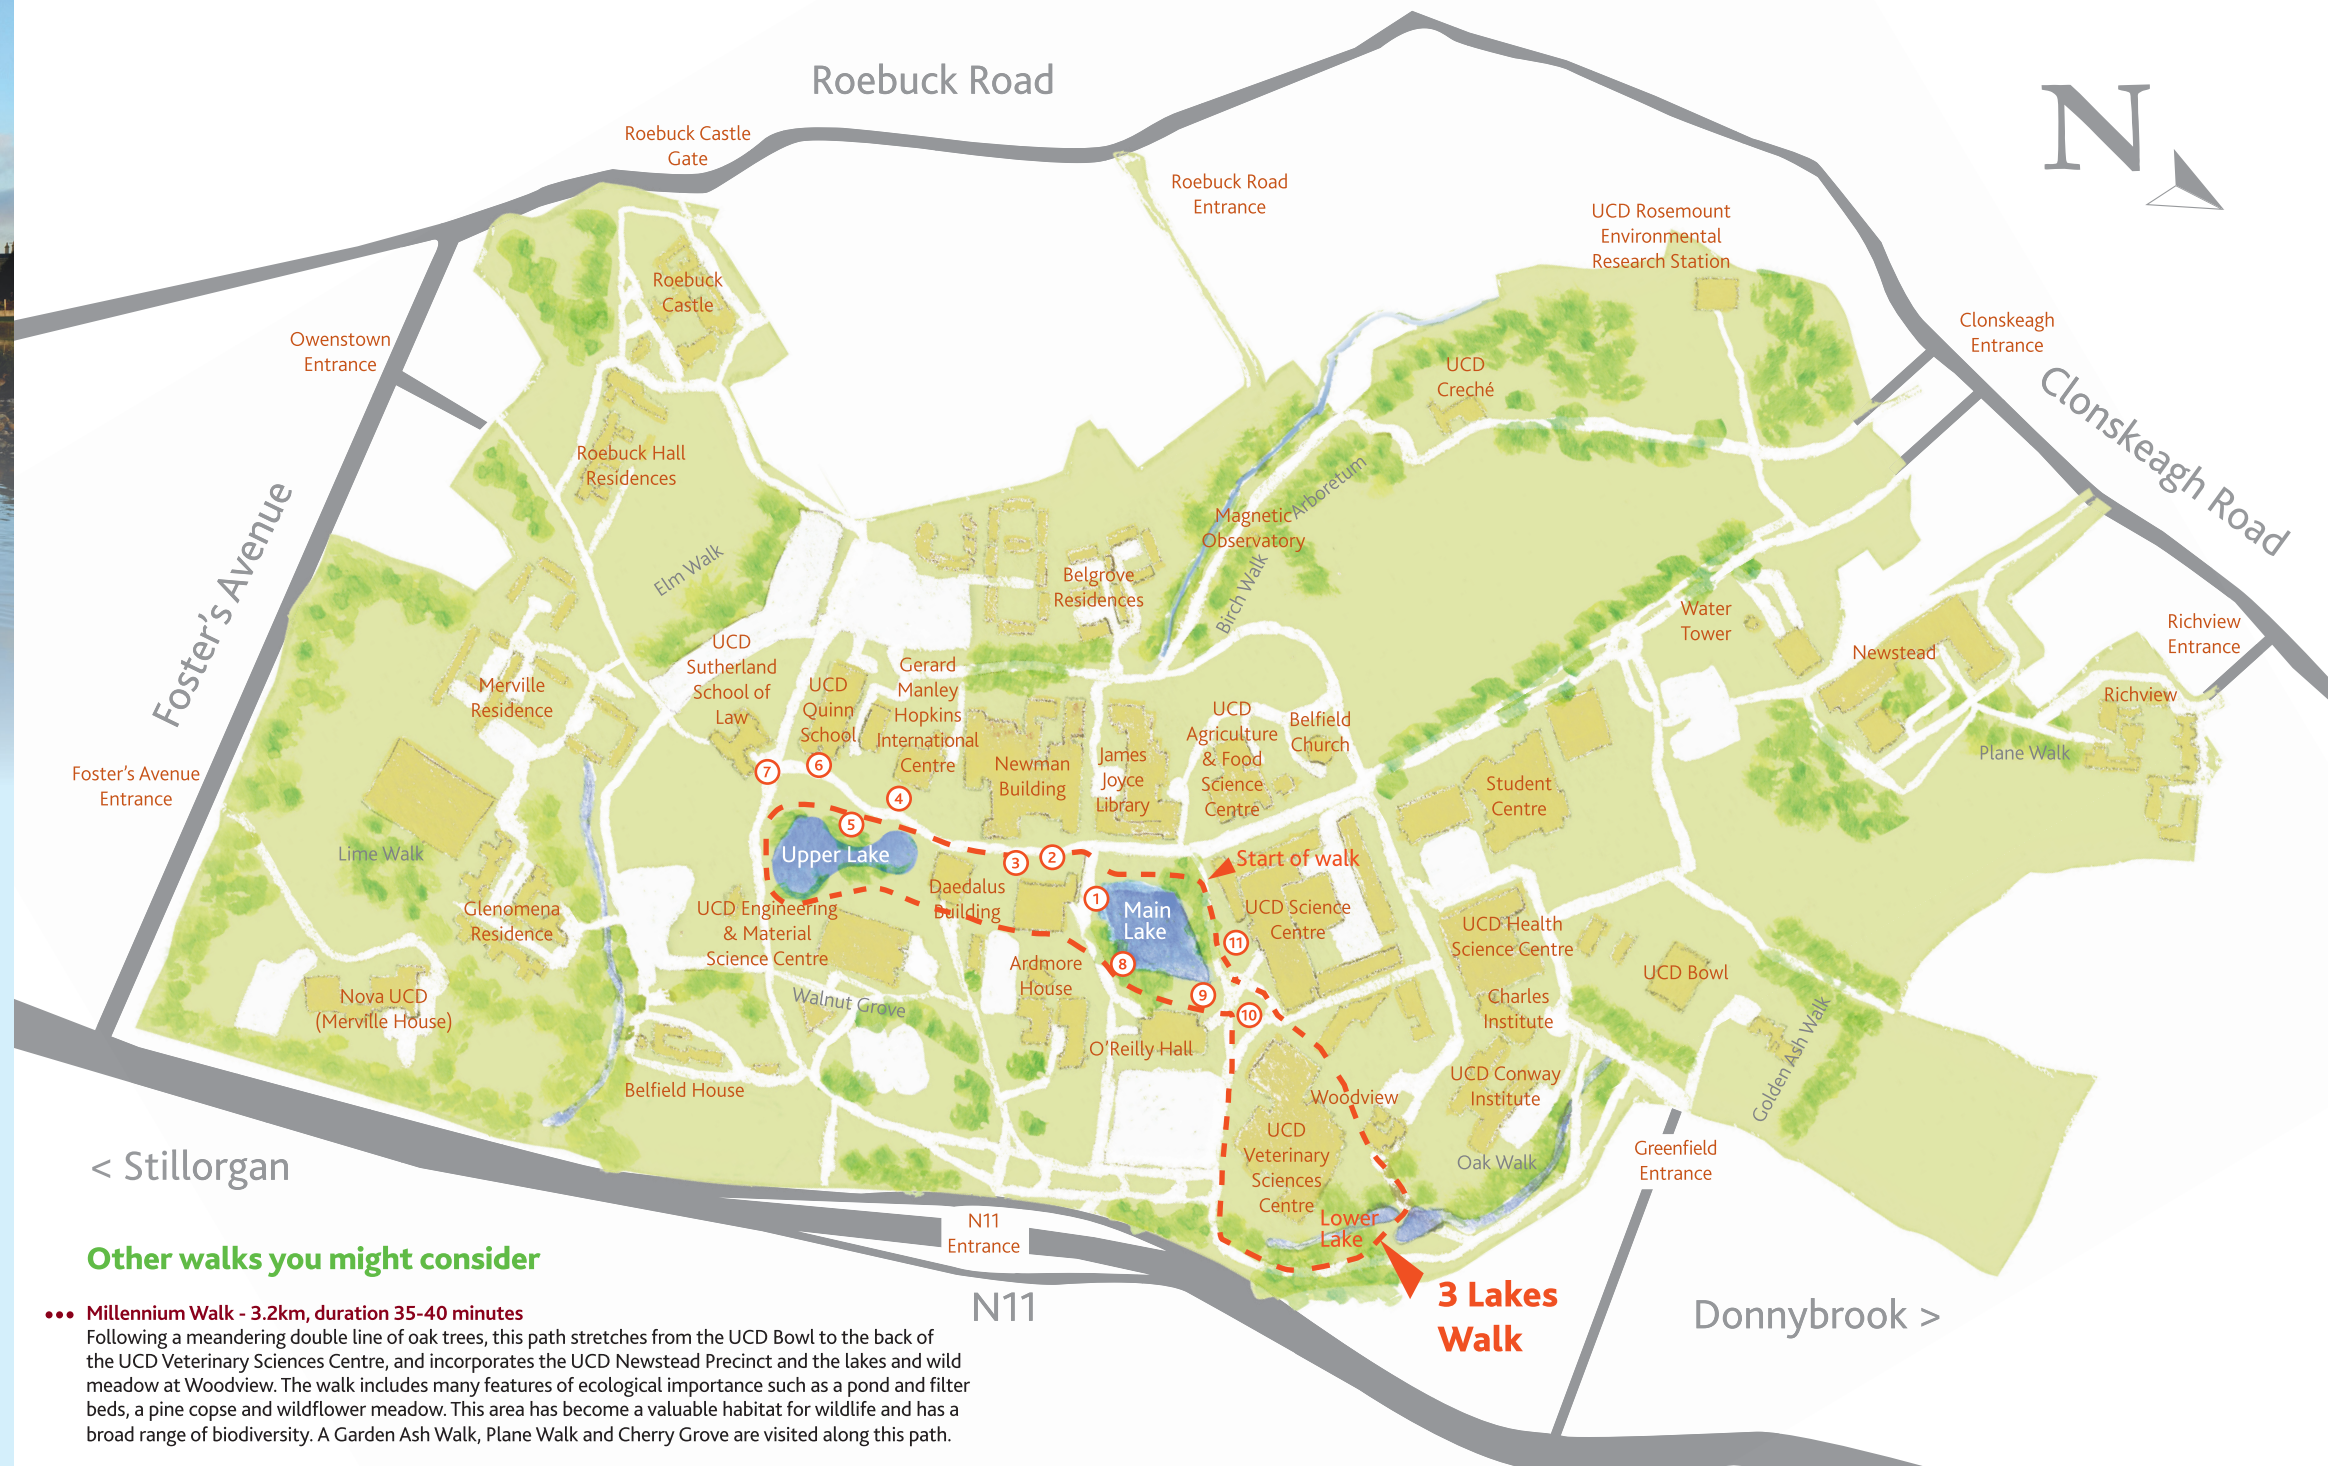 Roebuck Road
N
Roebuck Castle
Gate
Roebuck Road
Entrance
UCD Rosemount
Environmental
Research Station
Roebuck
Castle
Owenstown
Entrance
Clonskeagh
Entrance
UCD
Creché
Clonskeagh Road
Roebuck Hall
Residences
Arboretum
Magnetic
Observatory
Foster's Avenue
Elm Walk
Belgrove
Residences
Birch Walk
Water
Tower
Richview
Entrance
UCD
Sutherland
School of
Law
Newstead
Gerard
Manley
Hopkins
International
Centre
UCD
Quinn
School
Merville
Residence
Richview
UCD
Agriculture
& Food
Science
Centre
Belfield
Church
James
Joyce
Library
Newman
Building
Plane Walk
Foster's Avenue
Entrance
Student
Centre
7
6
4
5
Upper Lake
3
2
Start of walk
Lime Walk
Daedalus
Building
1
Main
Lake
UCD Science
Centre
Glenomena
Residence
UCD Engineering
& Material
Science Centre
UCD Health
Science Centre
11
8
Ardmore
House
UCD Bowl
Nova UCD
(Merville House)
Walnut Grove
9
10
Charles
Institute
Golden Ash Walk
O'Reilly Hall
Belfield House
Woodview
UCD Conway
Institute
UCD
Veterinary
Sciences
Centre
Oak Walk
Greenfield
Entrance
< Stillorgan
Lower
Lake
N11
Entrance
N11
3 Lakes
Walk
Donnybrook >
Other walks you might consider
••• Millennium Walk - 3.2km, duration 35-40 minutes
Following a meandering double line of oak trees, this path stretches from the UCD Bowl to the back of
the UCD Veterinary Sciences Centre, and incorporates the UCD Newstead Precinct and the lakes and wild
meadow at Woodview. The walk includes many features of ecological importance such as a pond and filter
beds, a pine copse and wildflower meadow. This area has become a valuable habitat for wildlife and has a
broad range of biodiversity. A Garden Ash Walk, Plane Walk and Cherry Grove are visited along this path.